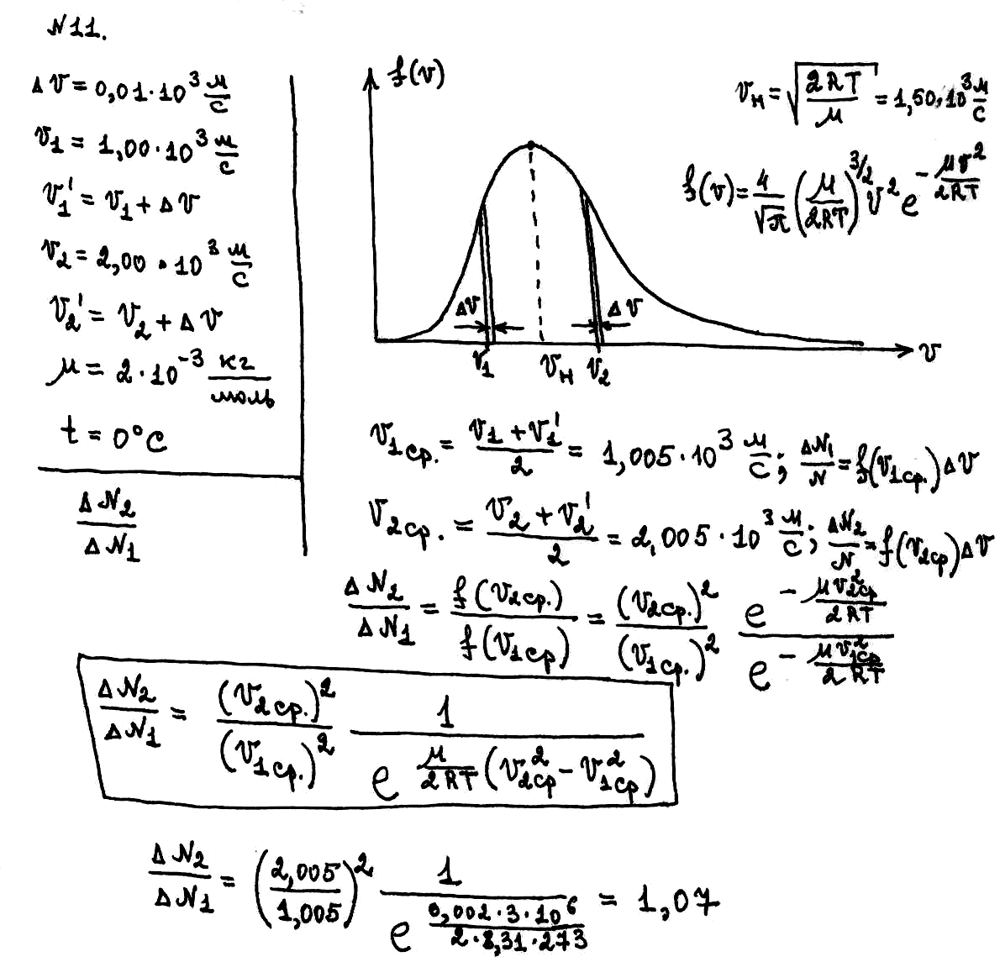 N11.
Δv = 0,01·10³ м/с
v₁ = 1,00·10³ м/с
v₁' = v₁ + Δv
v₂ = 2,00·10³ м/с
v₂' = v₂ + Δv
μ = 2·10⁻³ кг/моль
t = 0°C
ΔN₂/ΔN₁
f(v)
Δv Δv
v₁ vн v₂ v
vн = √(2RT/μ) = 1,50·10³ м/с
f(v) = 4/√π (μ/2RT)^(3/2) v² e^(-μv²/2RT)
v₁ср. = (v₁ + v₁')/2 = 1,005·10³ м/с; ΔN₁/N = f(v₁ср.)Δv
v₂ср. = (v₂ + v₂')/2 = 2,005·10³ м/с; ΔN₂/N = f(v₂ср)Δv
ΔN₂/ΔN₁ = f(v₂ср.)/f(v₁ср) = (v₂ср.)²/(v₁ср.)² e^(-μv₂ср²/2RT)/e^(-μv₁ср²/2RT)
ΔN₂/ΔN₁ = (v₂ср.)²/(v₁ср.)² 1/e^(μ/2RT (v₂ср² - v₁ср²))
ΔN₂/ΔN₁ = (2,005/1,005)² 1/e^(0,002·3·10⁶/2·8,31·273) = 1,07